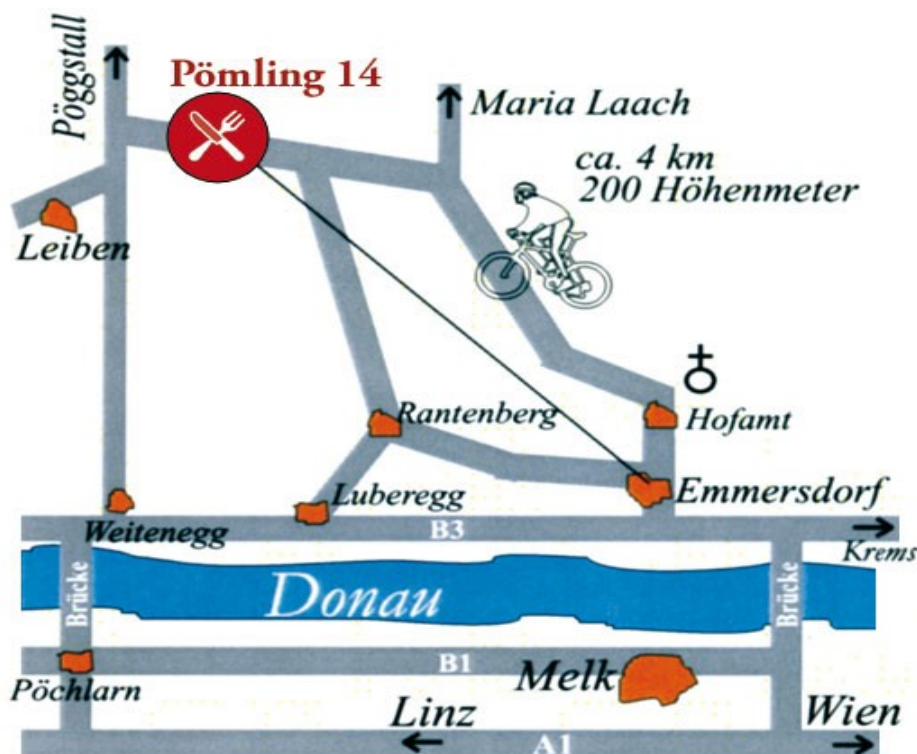 Pöggstall
Pömling 14
Maria Laach
ca. 4 km
200 Höhenmeter
Leiben
Rantenberg
Hofamt
Luberegg
Emmersdorf
Weitenegg
B3
Krems
Brücke
Donau
Brücke
B1
Melk
Pöchlarn
Linz
Wien
A1